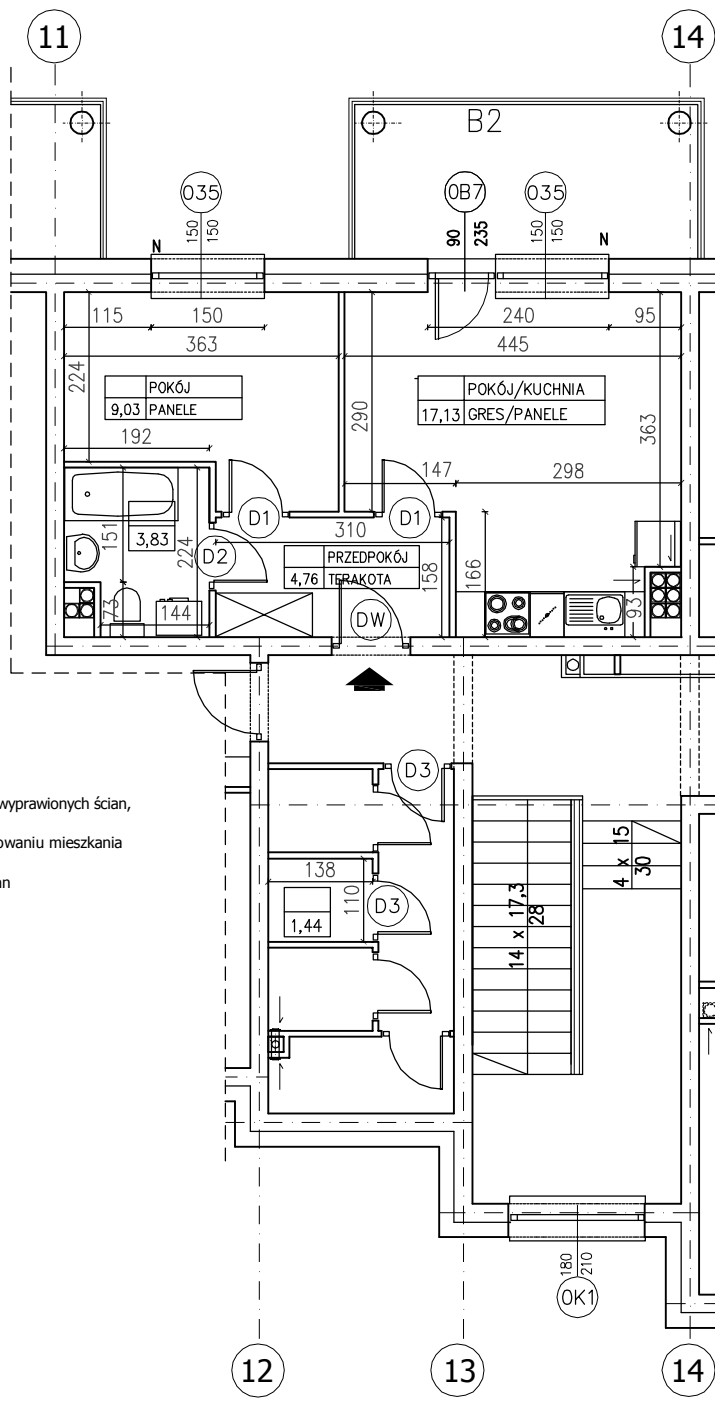 11
14
B2
O35
OB7
O35
150
150
90
235
150
150
N
N
115
150
240
95
363
445
224
POKÓJ
9,03 PANELE
POKÓJ/KUCHNIA
17,13 GRES/PANELE
290
363
192
147
298
D1
D1
3,83
151
224
D2
310
PRZEDPOKÓJ
4,76 TERAKOTA
158
166
93
73
144
DW
wyprawionych ścian,
D3
owaniu mieszkania
4 x 15
30
an
138
110
D3
1,44
14 x 17,3
28
180
210
OK1
12
13
14